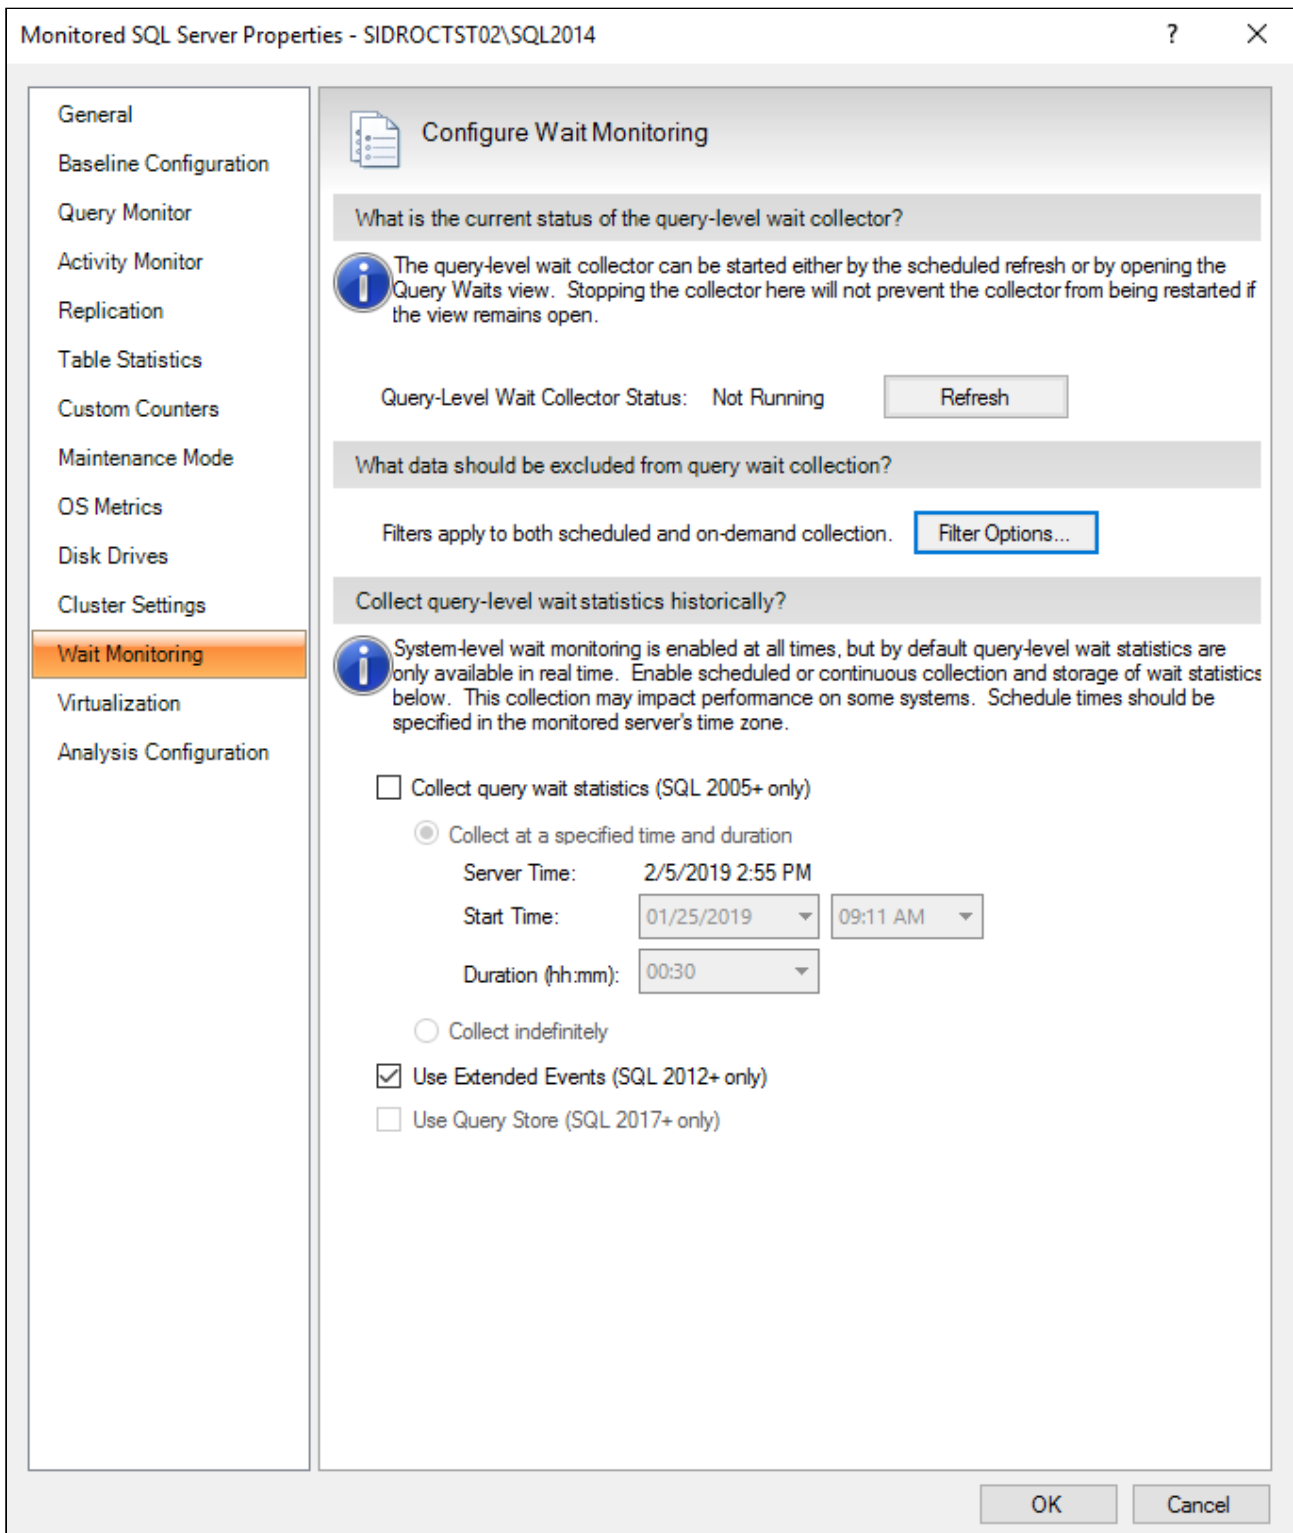 Monitored SQL Server Properties - SIDROCTST02\SQL2014
?
General
Baseline Configuration
Query Monitor
Activity Monitor
Replication
Table Statistics
Custom Counters
Maintenance Mode
OS Metrics
Disk Drives
Cluster Settings
Wait Monitoring
Virtualization
Analysis Configuration
Configure Wait Monitoring
What is the current status of the query-level wait collector?
The query-level wait collector can be started either by the scheduled refresh or by opening the
Query Waits view. Stopping the collector here will not prevent the collector from being restarted if
the view remains open.
Query-Level Wait Collector Status: Not Running Refresh
What data should be excluded from query wait collection?
Filters apply to both scheduled and on-demand collection. Filter Options...
Collect query-level wait statistics historically?
System-level wait monitoring is enabled at all times, but by default query-level wait statistics are
only available in real time. Enable scheduled or continuous collection and storage of wait statistics
below. This collection may impact performance on some systems. Schedule times should be
specified in the monitored server's time zone.
Collect query wait statistics (SQL 2005+ only)
Collect at a specified time and duration
Server Time: 2/5/2019 2:55 PM
Start Time: 01/25/2019 09:11 AM
Duration (hh:mm): 00:30
Collect indefinitely
Use Extended Events (SQL 2012+ only)
Use Query Store (SQL 2017+ only)
OK Cancel